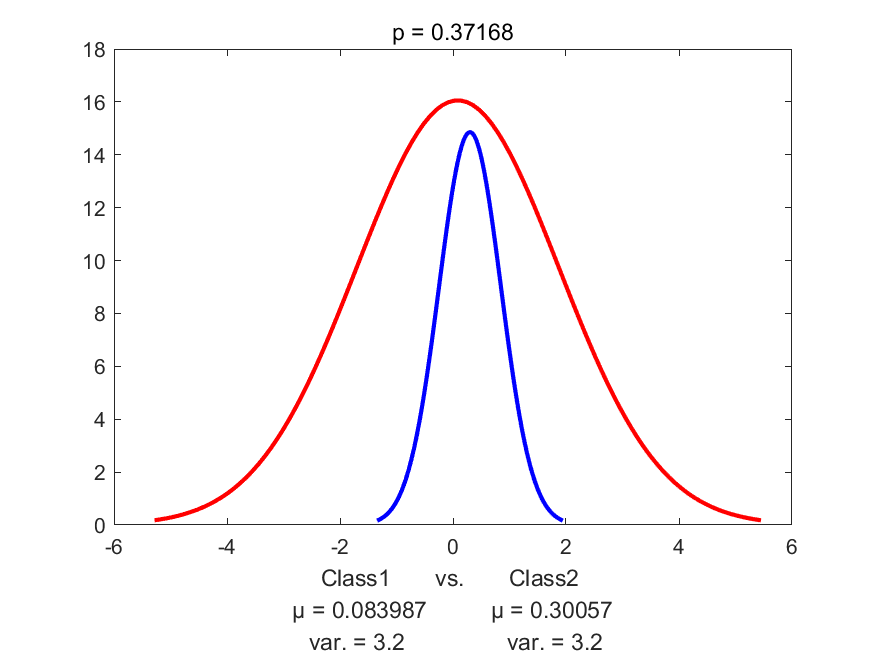 p = 0.37168
18
16
14
12
10
8
6
4
2
0
-6 -4 -2 0 2 4 6
Class1 vs. Class2
μ = 0.083987 μ = 0.30057
var. = 3.2 var. = 3.2